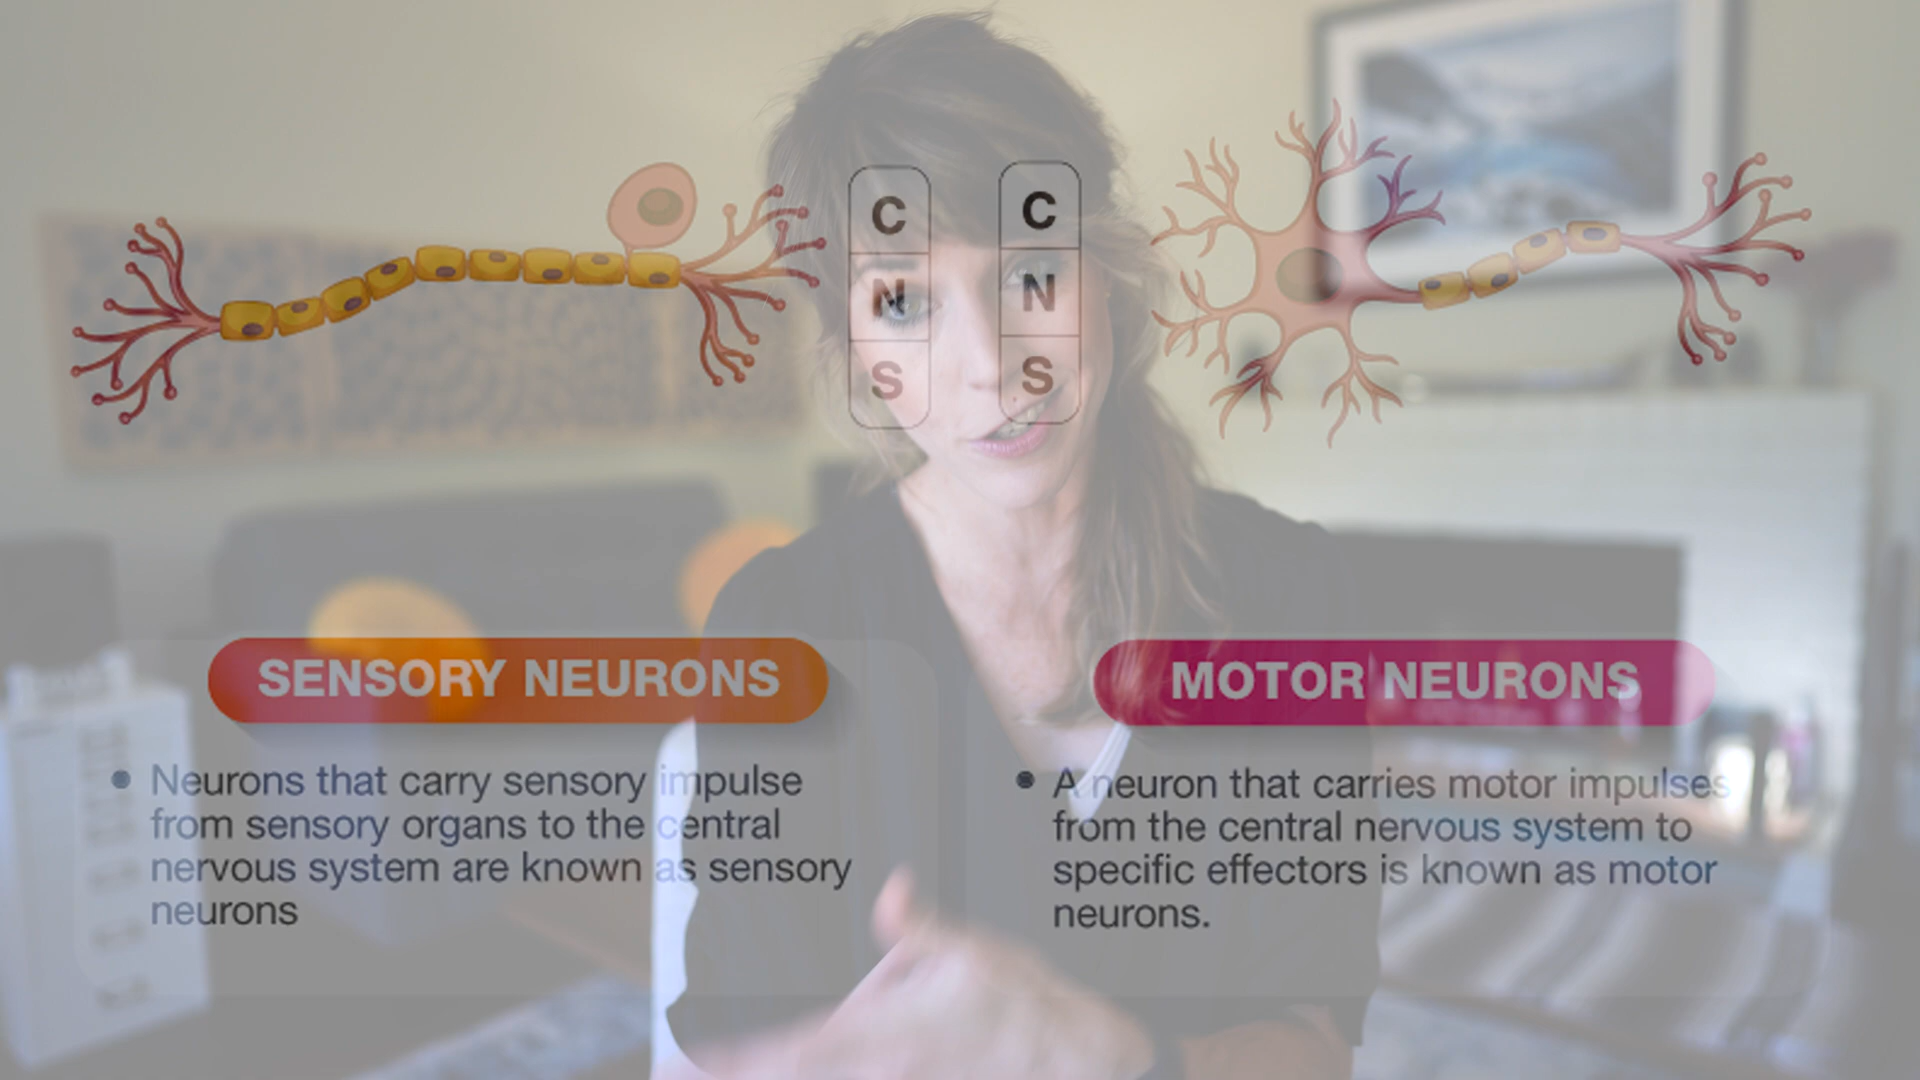 C
N
S
C
N
S
SENSORY NEURONS
Neurons that carry sensory impulse
from sensory organs to the central
nervous system are known as sensory
neurons
MOTOR NEURONS
A neuron that carries motor impulses
from the central nervous system to
specific effectors is known as motor
neurons.